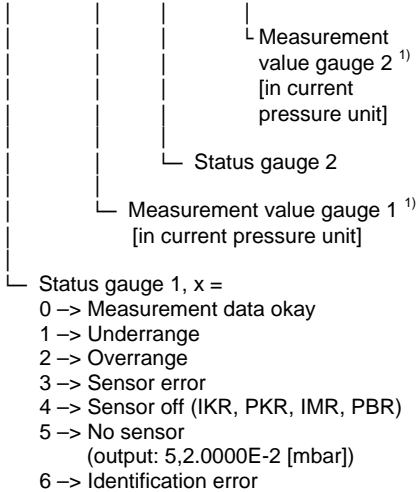 Measurement
value gauge 2 1)
[in current
pressure unit]
Status gauge 2
Measurement value gauge 1 1)
[in current pressure unit]
Status gauge 1, x =
0 –> Measurement data okay
1 –> Underrange
2 –> Overrange
3 –> Sensor error
4 –> Sensor off (IKR, PKR, IMR, PBR)
5 –> No sensor
(output: 5,2.0000E-2 [mbar])
6 –> Identification error